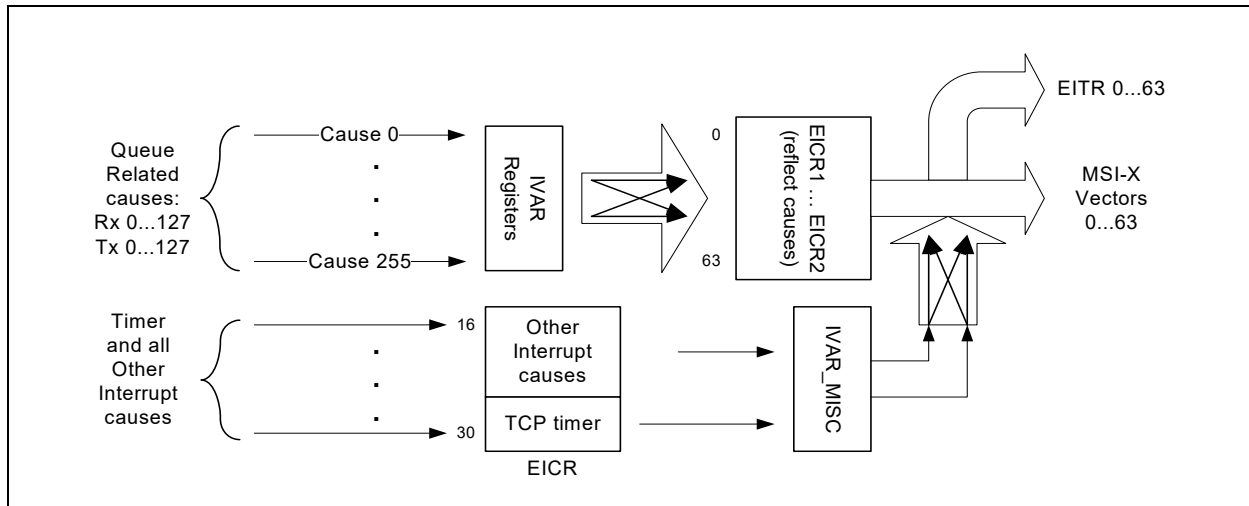 Queue
Related
causes:
Rx 0...127
Tx 0...127
Cause 0
.
.
.
Cause 255
IVAR
Registers
0
63
EICR1 ... EICR2
(reflect causes)
EITR 0...63
MSI-X
Vectors
0...63
Timer
and all
Other
Interrupt
causes
.
.
.
16
30
Other
Interrupt
causes
TCP timer
EICR
IVAR_MISC